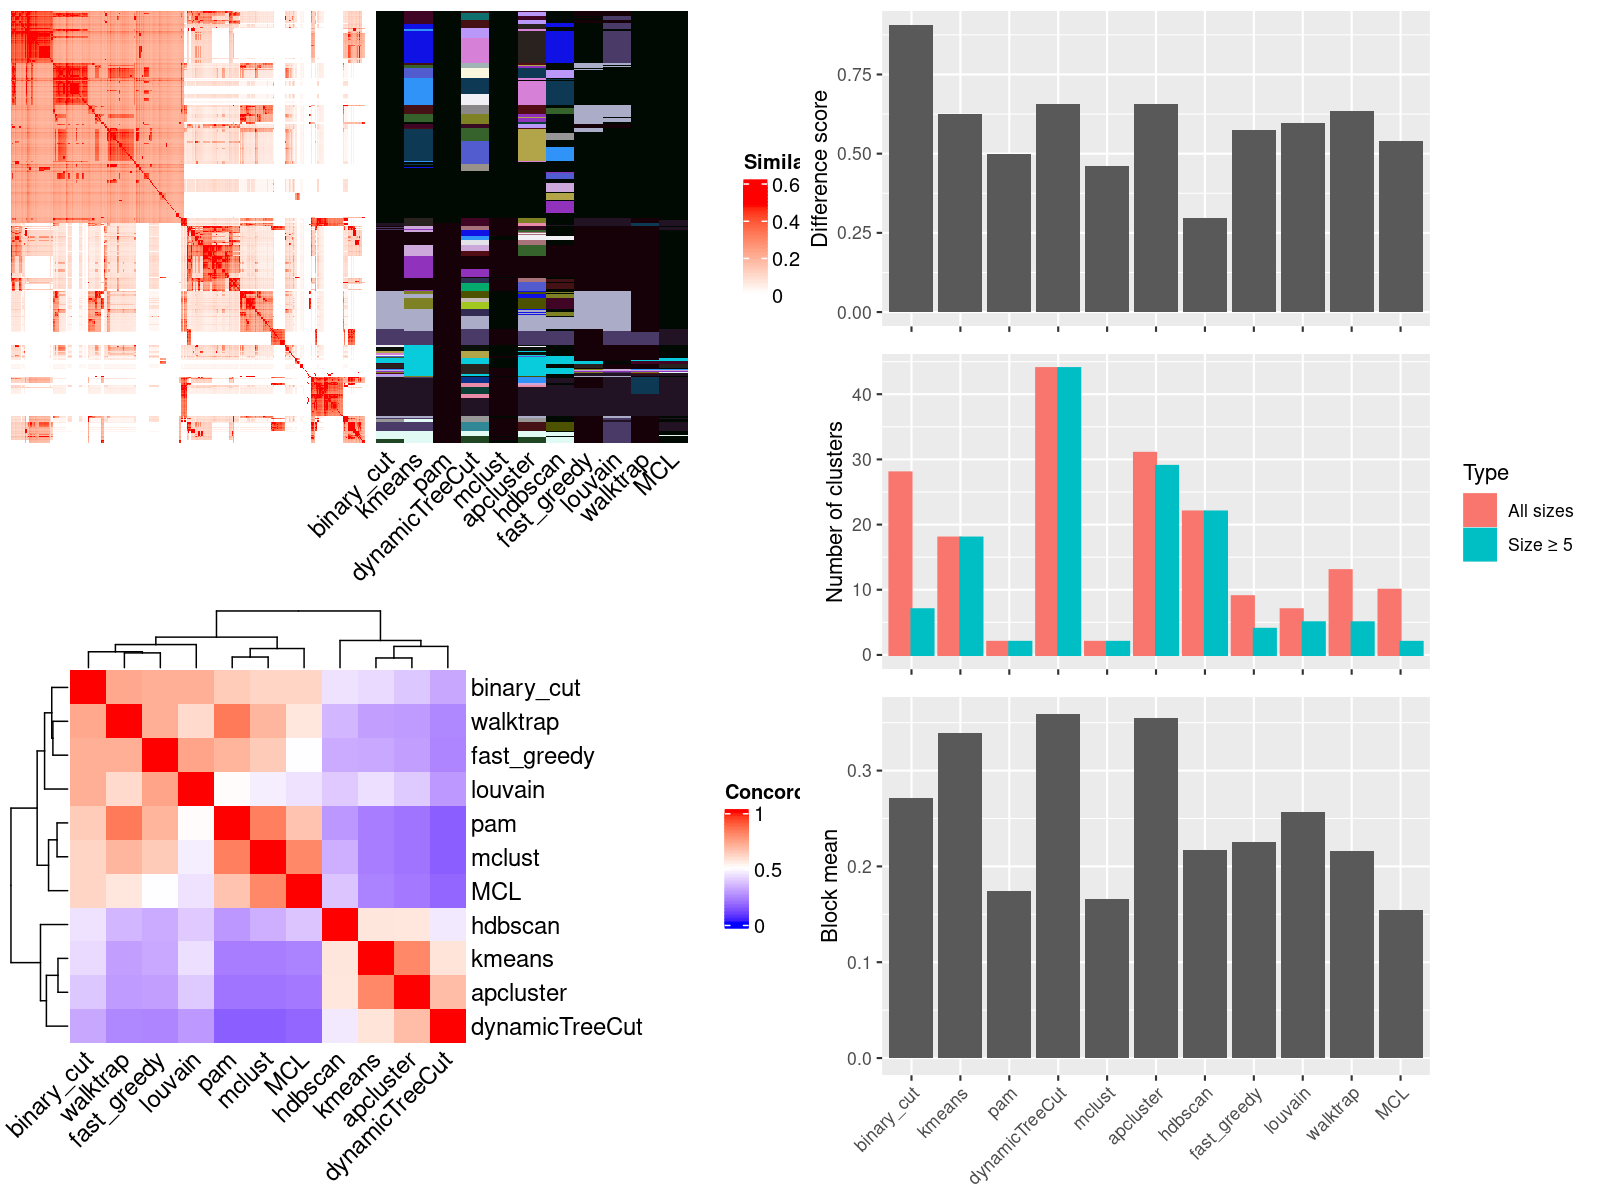 binary_cut
kmeans
pam
dynamicTreeCut
mclust
apcluster
hdbscan
fast_greedy
louvain
walktrap
MCL
Simila
0.6
0.4
0.2
0
Difference score
0.75
0.50
0.25
0.00
Number of clusters
40
30
20
10
0
Type
All sizes
Size ≥ 5
Block mean
0.3
0.2
0.1
0.0
binary_cut
kmeans
pam
dynamicTreeCut
mclust
apcluster
hdbscan
fast_greedy
louvain
walktrap
MCL
binary_cut
walktrap
fast_greedy
louvain
pam
mclust
MCL
hdbscan
kmeans
apcluster
dynamicTreeCut
binary_cut
walktrap
fast_greedy
louvain
pam
mclust
MCL
hdbscan
kmeans
apcluster
dynamicTreeCut
Concord
1
0.5
0